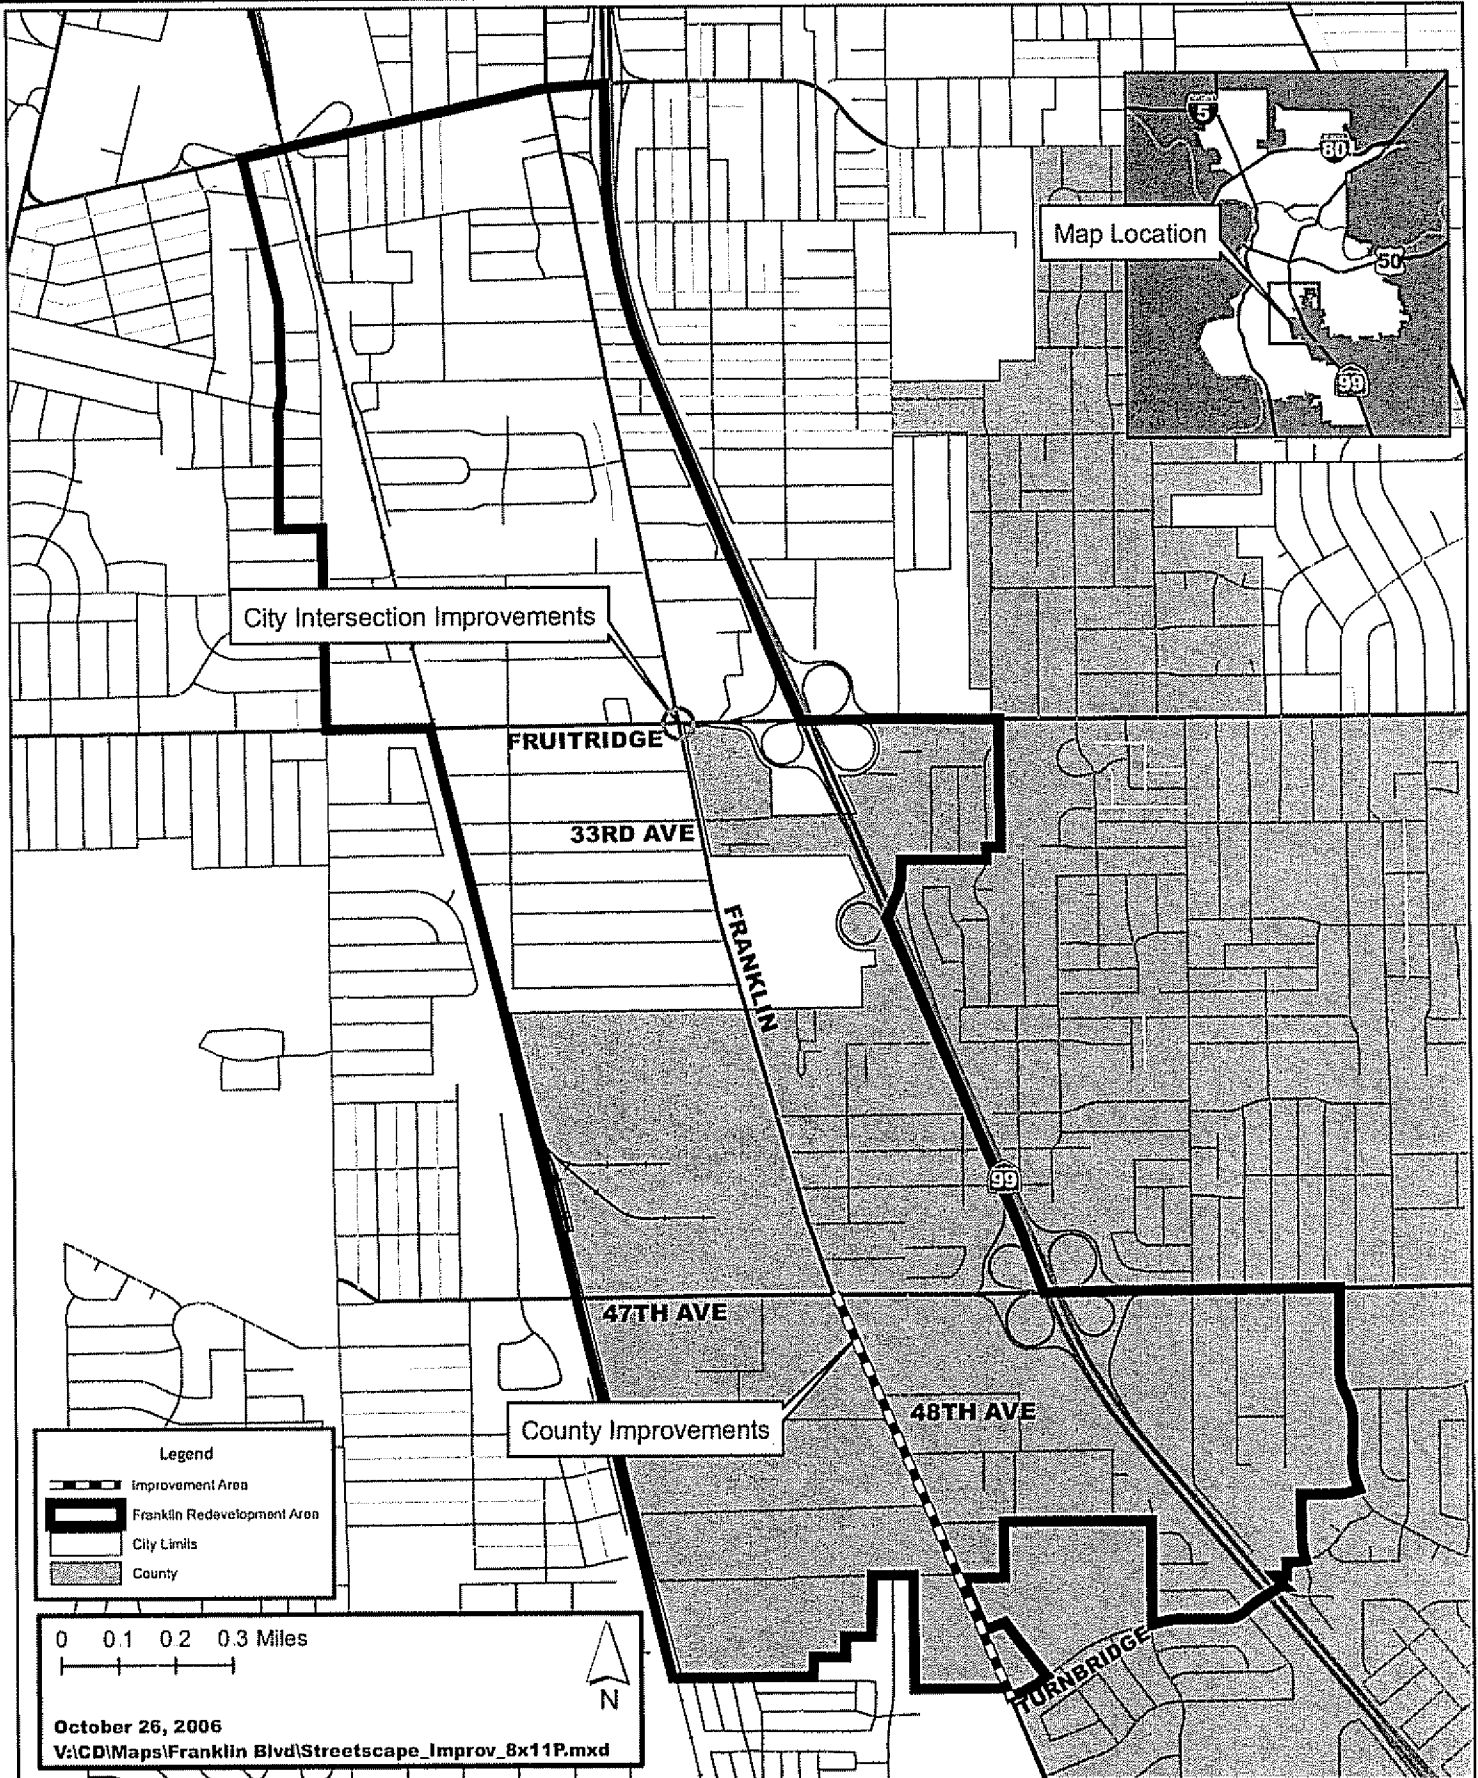 5
80
Map Location
50
99
City Intersection Improvements
FRUITRIDGE
33RD AVE
FRANKLIN
99
47TH AVE
48TH AVE
County Improvements
TURNBRIDGE
Legend
Improvement Area
Franklin Redevelopment Area
City Limits
County
0 0.1 0.2 0.3 Miles
N
October 26, 2006
V:\CD\Maps\Franklin Blvd\Streetscape_Improv_8x11P.mxd